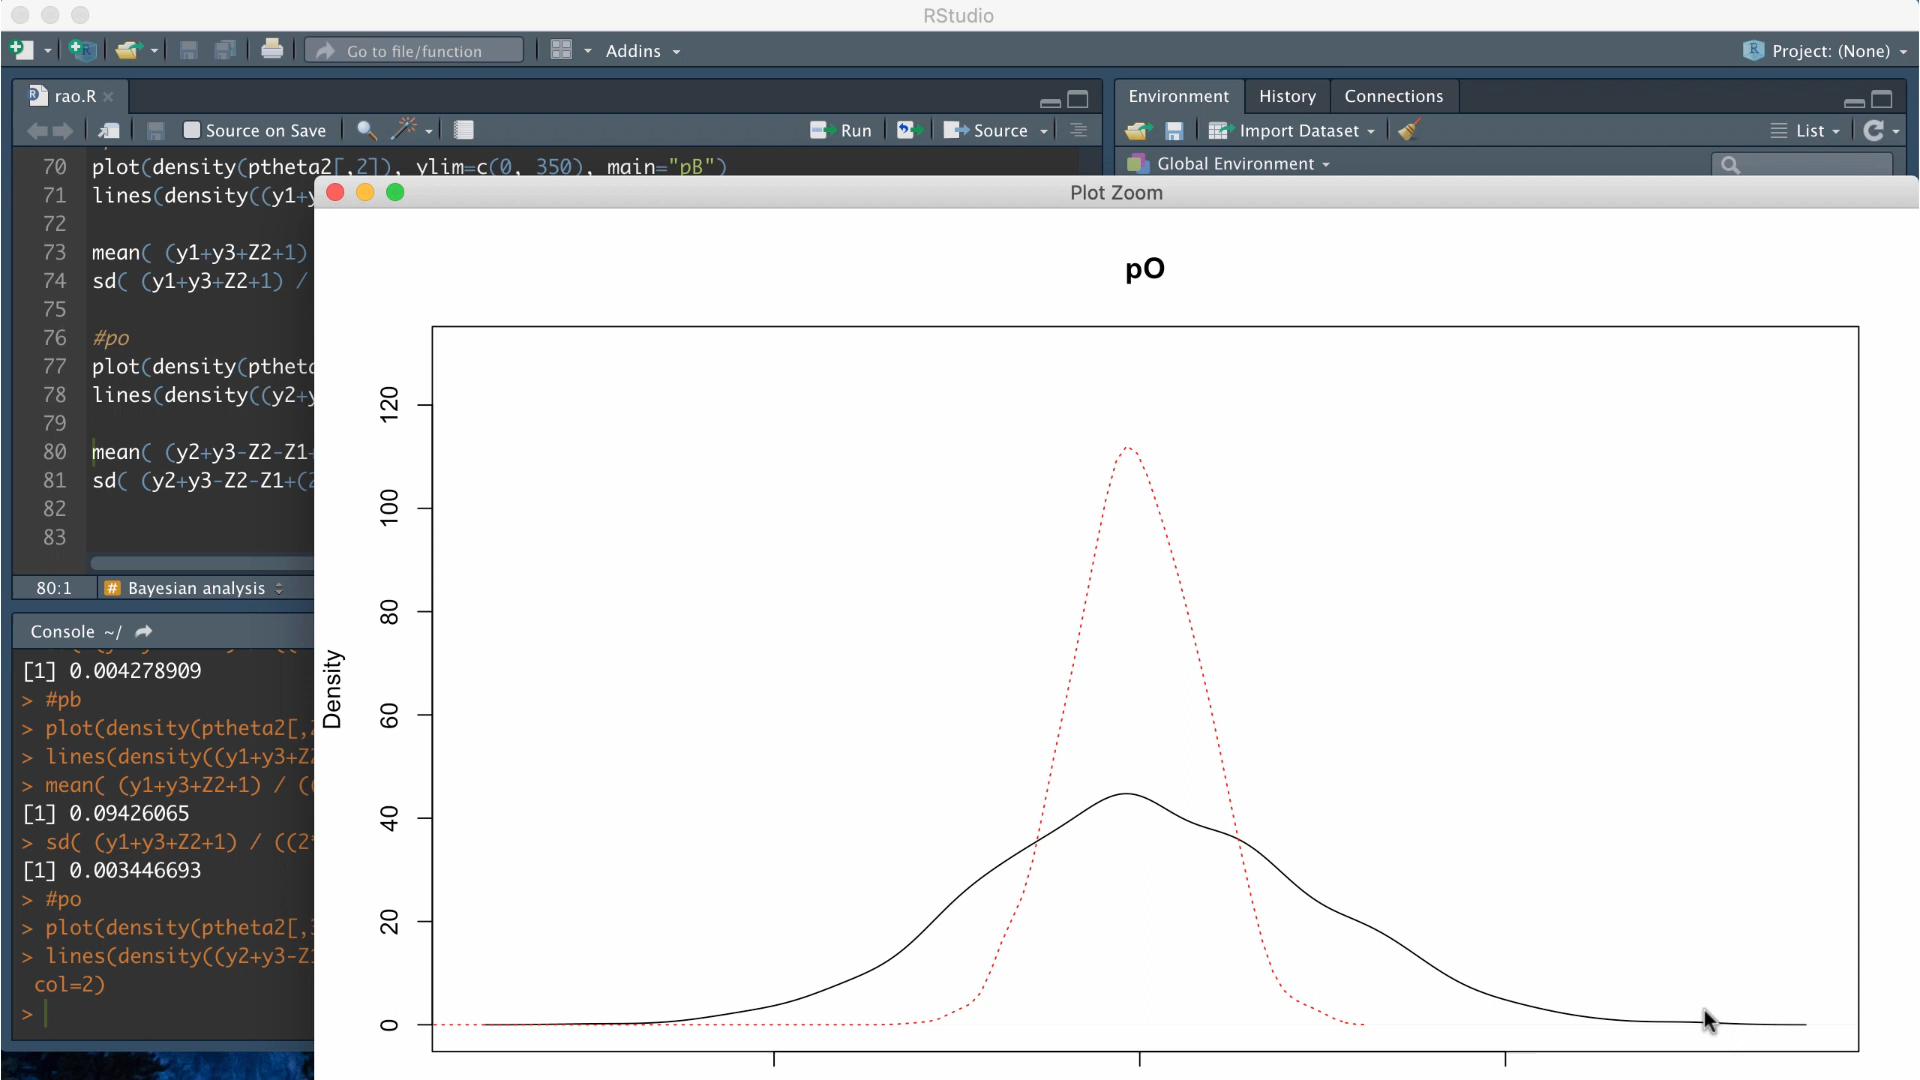 RStudio
Go to file/function
Addins
Project: (None)
rao.R
Source on Save
Run
Source
70 plot(density(ptheta2[,2]), ylim=c(0, 350), main="pB")
71 lines(density((y1+y
72
73 mean( (y1+y3+Z2+1)
74 sd( (y1+y3+Z2+1) /
75
76 #po
77 plot(density(pthet
78 lines(density((y2+y
79
80 mean( (y2+y3-Z2-Z1
81 sd( (y2+y3-Z2-Z1+(2
82
83
80:1
# Bayesian analysis
Console ~/
[1] 0.004278909
> #pb
> plot(density(ptheta2[,2
> lines(density((y1+y3+Z2
> mean( (y1+y3+Z2+1) / (
[1] 0.09426065
> sd( (y1+y3+Z2+1) / ((2
[1] 0.003446693
> #po
> plot(density(ptheta2[,3
> lines(density((y2+y3-Z
col=2)
>
Environment
History
Connections
Import Dataset
List
Global Environment
Plot Zoom
pO
Density
120
100
80
60
40
20
0